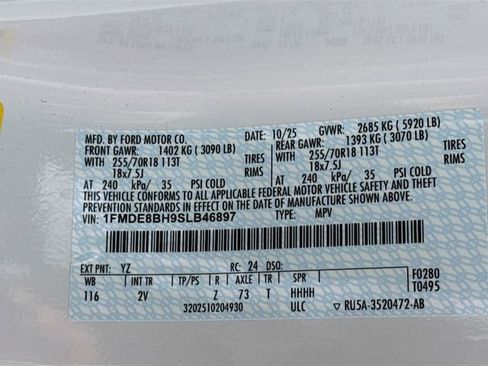 MFD. BY FORD MOTOR CO.
DATE: 10/25 GVWR: 2685 KG ( 5920 LB)
FRONT GAWR: 1402 KG ( 3090 LB)
REAR GAWR: 1393 KG ( 3070 LB)
WITH 255/70R18 113T TIRES
WITH 255/70R18 113T TIRES
18x7.5J RIMS
18x7.5J RIMS
AT 240 kPa/ 35 PSI COLD
AT 240 kPa/ 35 PSI COLD
THIS VEHICLE CONFORMS TO ALL APPLICABLE FEDERAL MOTOR VEHICLE SAFETY AND THEFT
PREVENTION STANDARDS IN EFFECT ON THE DATE OF MANUFACTURE SHOWN ABOVE.
VIN: 1FMDE8BH9SLB46897 TYPE: MPV
EXT PNT: YZ RC: 24 DSO:
WB INT TR TP/PS R AXLE TR SPR
116 2V Z 73 T HHHH
F0280
T0495
3202510204930 ULC RU5A-3520472-AB